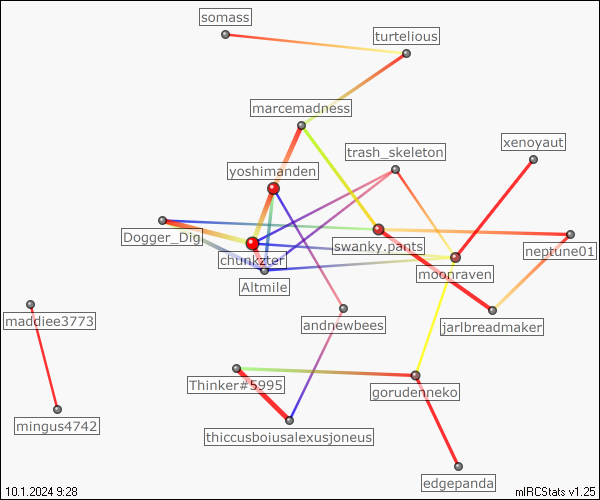 somass
turtelious
marcemadness
xenoyaut
trash_skeleton
yoshimanden
Dogger_Dig
swanky.pants
neptune01
chunkzter
moonraven
Altmile
maddiee3773
andnewbees
jarlbreadmaker
Thinker#5995
gorudenneko
mingus4742
thiccusboiusalexusjoneus
edgepanda
10.1.2024 9:28
mIRCStats v1.25